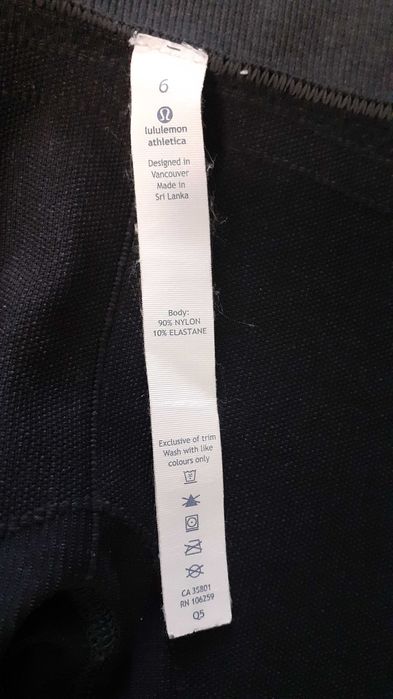 6
lululemon
athletica
Designed in
Vancouver
Made in
Sri Lanka
Body:
90% NYLON
10% ELASTANE
Exclusive of trim
Wash with like
colours only
CA 35801
RN 106259
Q5